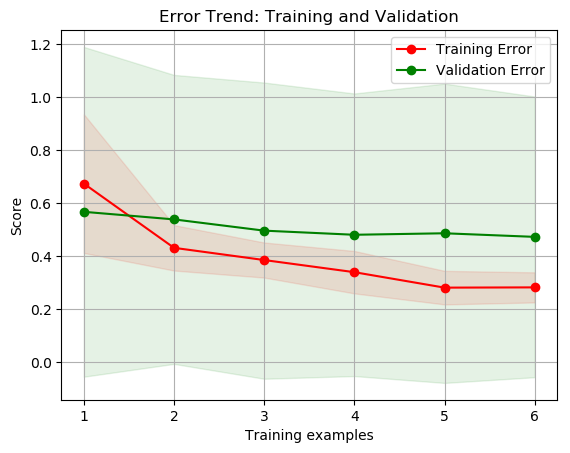 Error Trend: Training and Validation
Training Error
Validation Error
Score
1.2
1.0
0.8
0.6
0.4
0.2
0.0
1 2 3 4 5 6
Training examples